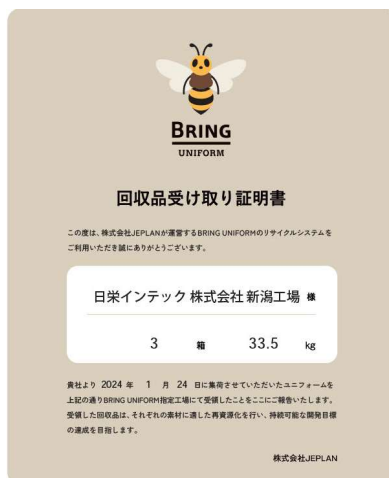 BRING
UNIFORM
回収品受け取り証明書
この度は、株式会社JEPLANが運営するBRING UNIFORMのリサイクルシステムを
ご利用いただき誠にありがとうございます。
日栄インテック 株式会社 新潟工場 様
3 箱 33.5 kg
貴社より 2024 年 1 月 24 日に集荷させていただいたユニフォームを
上記の通りBRING UNIFORM指定工場にて受領したことをここにご報告いたします。
受領した回収品は、それぞれの素材に適した再資源化を行い、持続可能な開発目標
の達成を目指します。
株式会社JEPLAN